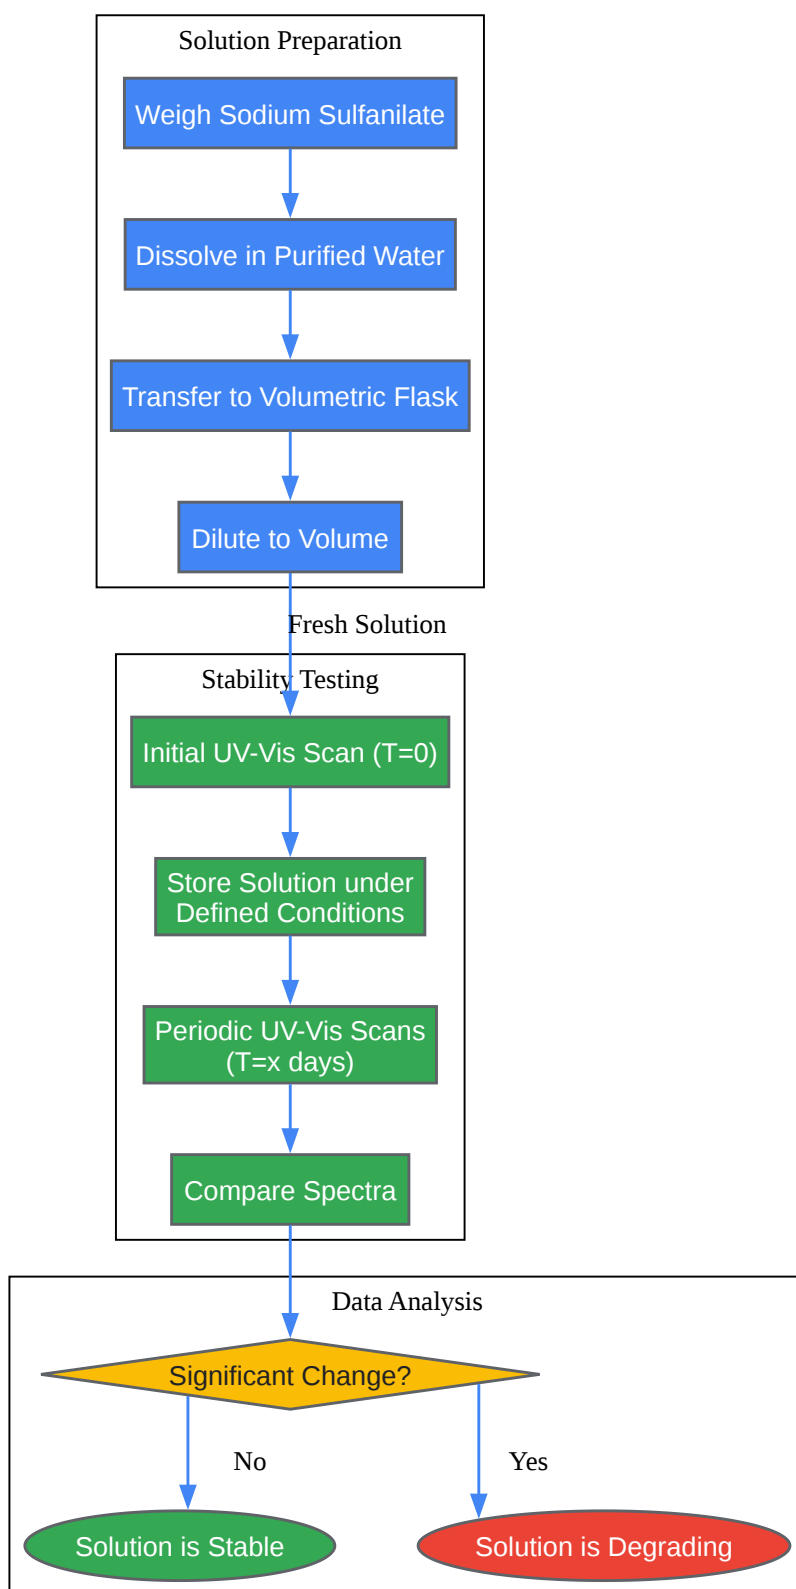 Solution Preparation
Weigh Sodium Sulfanilate
Dissolve in Purified Water
Transfer to Volumetric Flask
Dilute to Volume
Fresh Solution
Stability Testing
Initial UV-Vis Scan (T=0)
Store Solution under
Defined Conditions
Periodic UV-Vis Scans
(T=x days)
Compare Spectra
Data Analysis
Significant Change?
No
Yes
Solution is Stable
Solution is Degrading